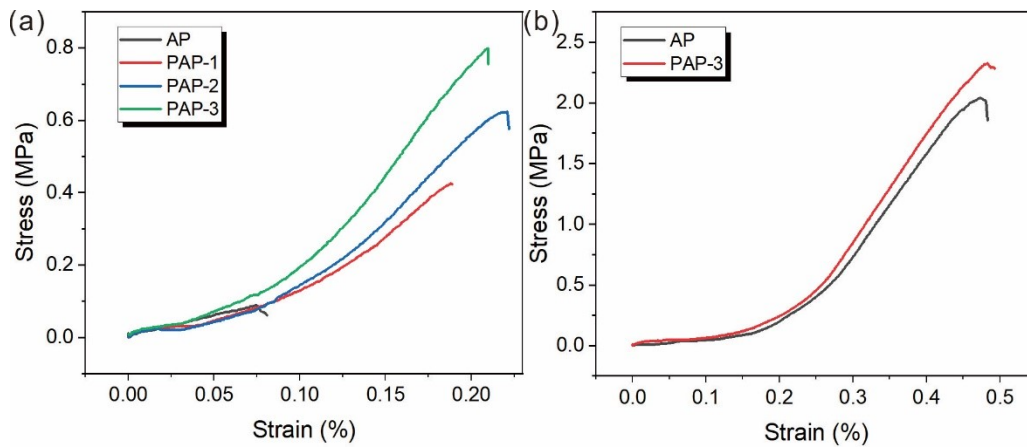 (a)
AP
PAP-1
PAP-2
PAP-3
0.8
0.6
0.4
0.2
0.0
Stress (MPa)
0.00 0.05 0.10 0.15 0.20
Strain (%)
(b)
AP
PAP-3
2.5
2.0
1.5
1.0
0.5
0.0
Stress (MPa)
0.0 0.1 0.2 0.3 0.4 0.5
Strain (%)